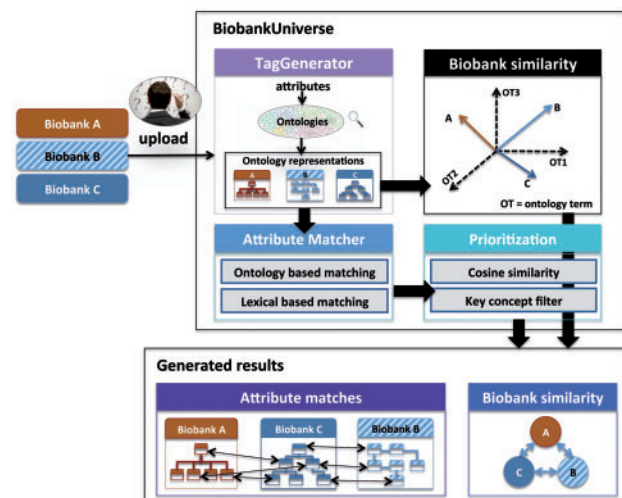 BiobankUniverse
TagGenerator
attributes
Ontologies
Ontology representations
A
B
C
Biobank similarity
OT3
A
B
OT1
OT2
C
OT = ontology term
Biobank A
Biobank B
Biobank C
upload
Attribute Matcher
Ontology based matching
Lexical based matching
Prioritization
Cosine similarity
Key concept filter
Generated results
Attribute matches
Biobank A
Biobank C
Biobank B
Biobank similarity
A
C
B